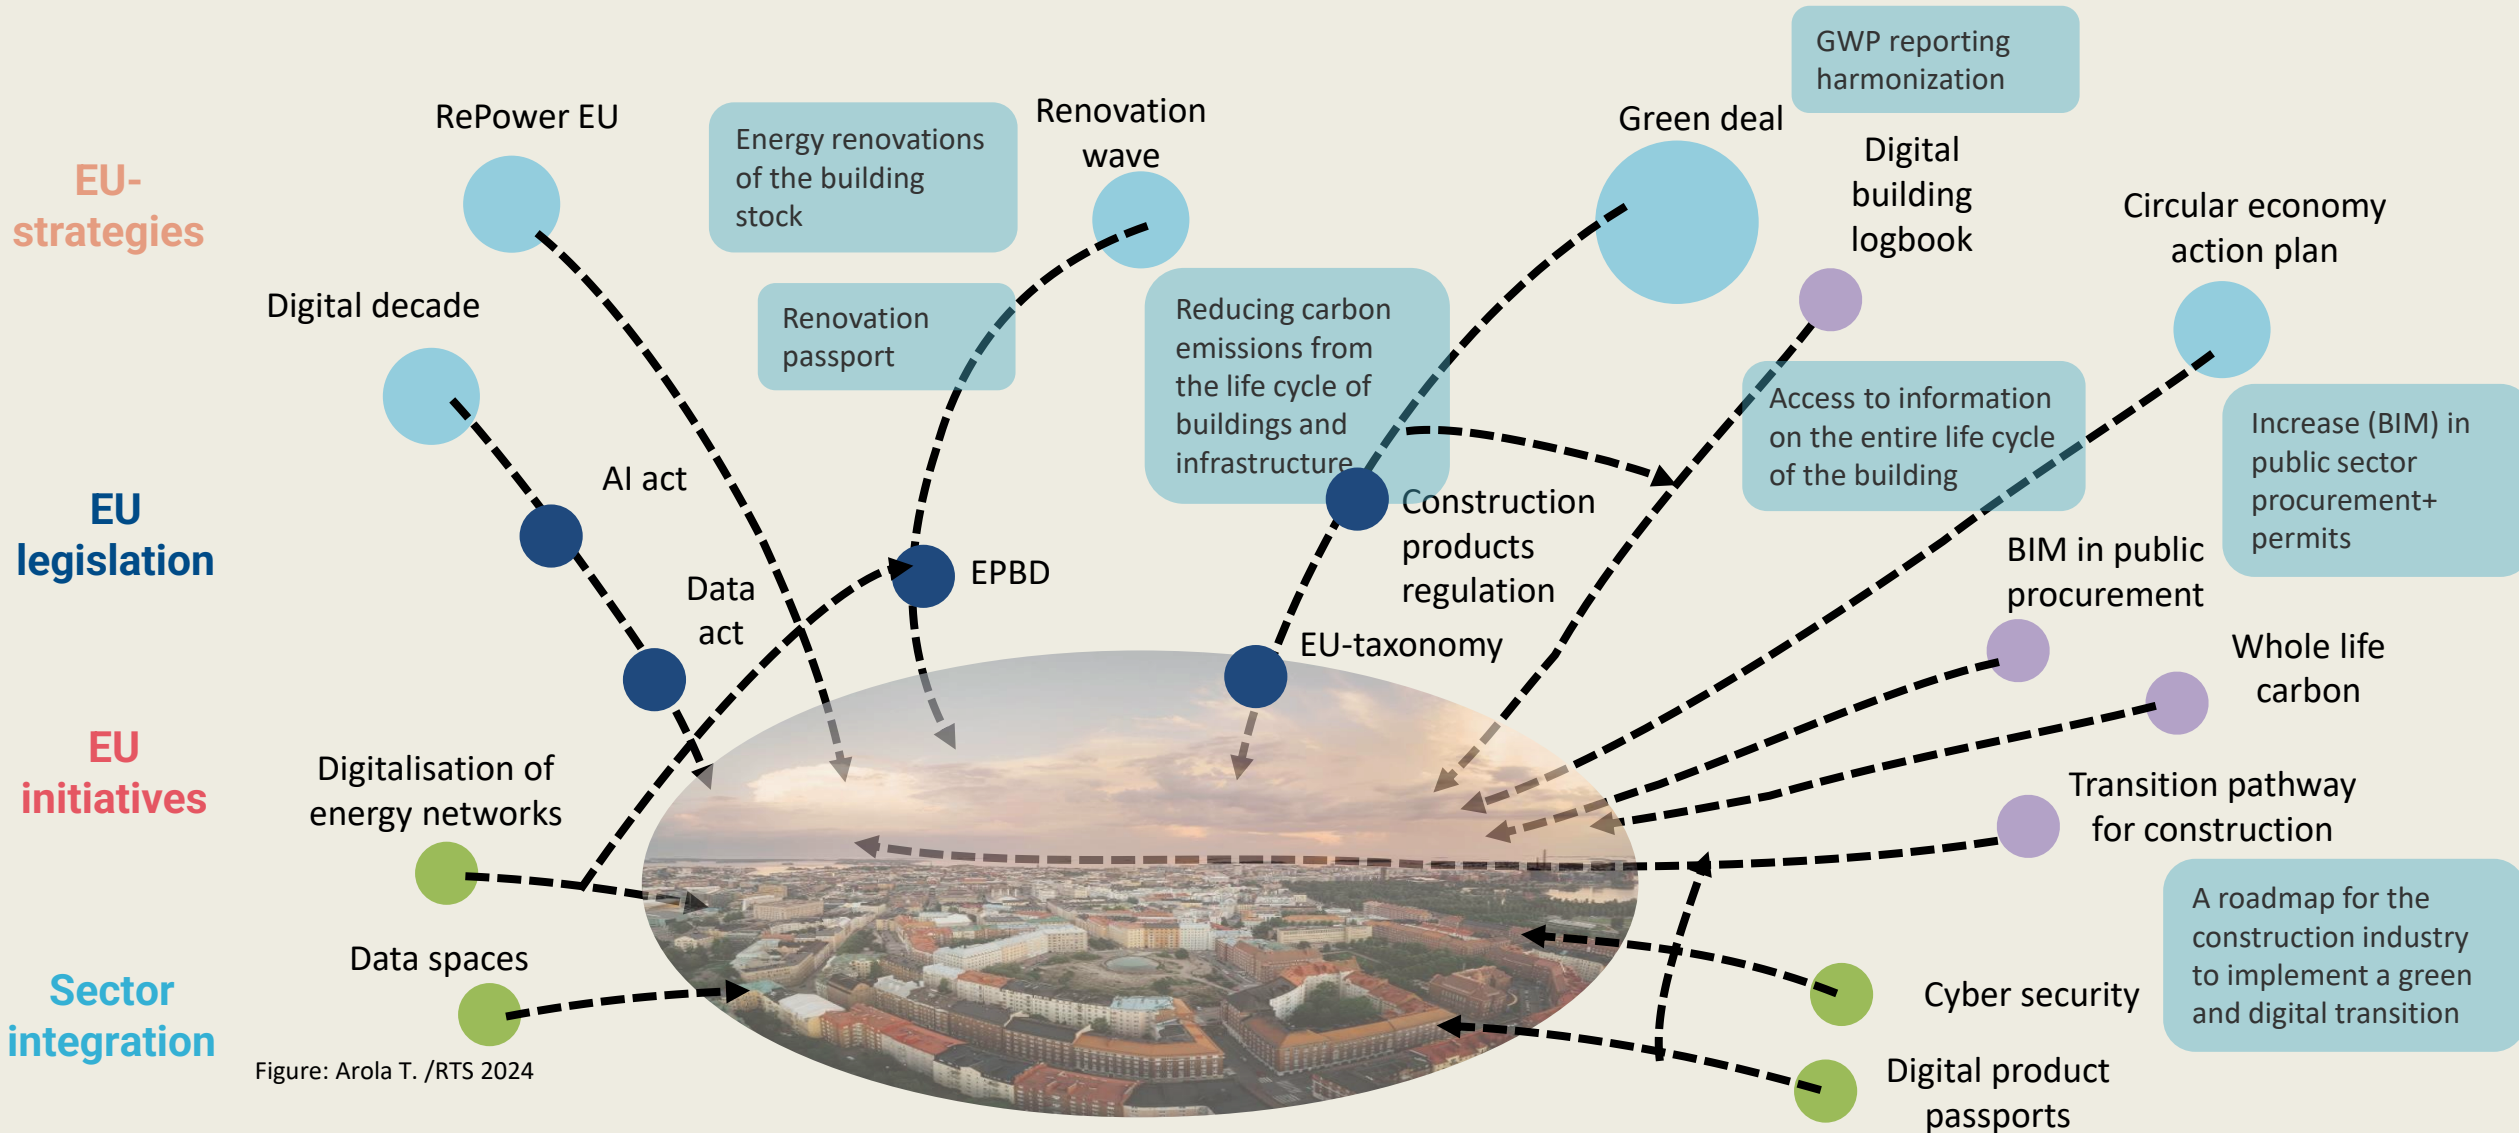 EU-
strategies
EU
legislation
EU
initiatives
Sector
integration
RePower EU
Digital decade
Energy renovations
of the building
stock
Renovation
wave
Renovation
passport
Reducing carbon
emissions from
the life cycle of
buildings and
infrastructure
Green deal
GWP reporting
harmonization
Digital
building
logbook
Circular economy
action plan
Access to information
on the entire life cycle
of the building
Increase (BIM) in
public sector
procurement+
permits
AI act
Data
act
EPBD
Construction
products
regulation
EU-taxonomy
BIM in public
procurement
Whole life
carbon
Transition pathway
for construction
A roadmap for the
construction industry
to implement a green
and digital transition
Digitalisation of
energy networks
Data spaces
Cyber security
Digital product
passports
Figure: Arola T. /RTS 2024